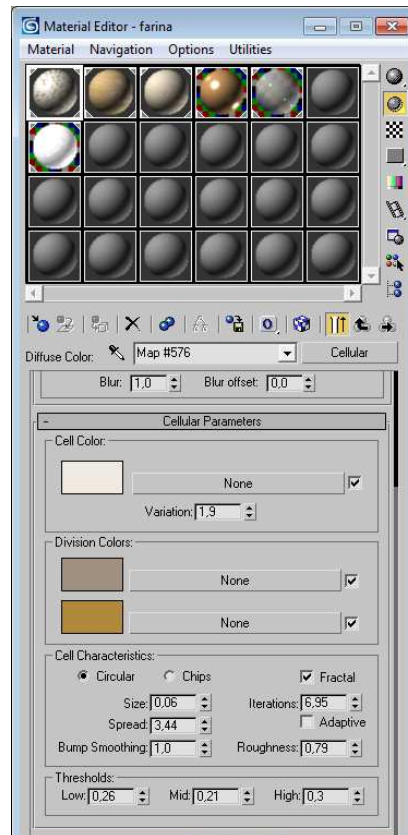 Material Editor - farina
Material Navigation Options Utilities
Diffuse Color: Map #576 Cellular
Blur: 1,0 Blur offset: 0,0
- Cellular Parameters
Cell Color:
None
Variation: 1,9
Division Colors:
None
None
Cell Characteristics:
Circular Chips Fractal
Size: 0,06 Iterations: 6,95
Spread: 3,44 Adaptive
Bump Smoothing: 1,0 Roughness: 0,79
Thresholds:
Low: 0,26 Mid: 0,21 High: 0,3